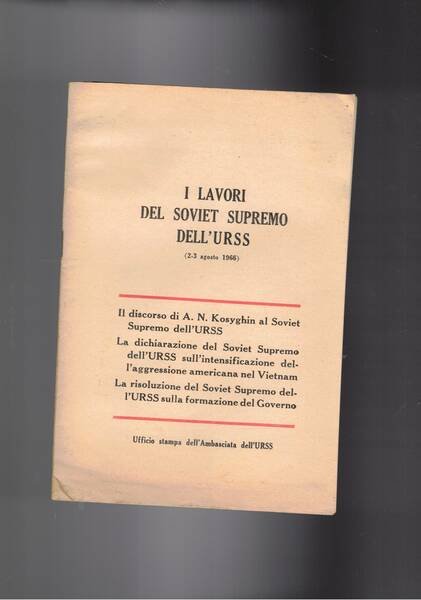 I LAVORI
DEL SOVIET SUPREMO
DELL'URSS
(2-3 agosto 1966)
Il discorso di A. N. Kosyghin al Soviet
Supremo dell'URSS
La dichiarazione del Soviet Supremo
dell'URSS sull'intensificazione del-
l'aggressione americana nel Vietnam
La risoluzione del Soviet Supremo del-
l'URSS sulla formazione del Governo
Ufficio stampa dell'Ambasciata dell'URSS